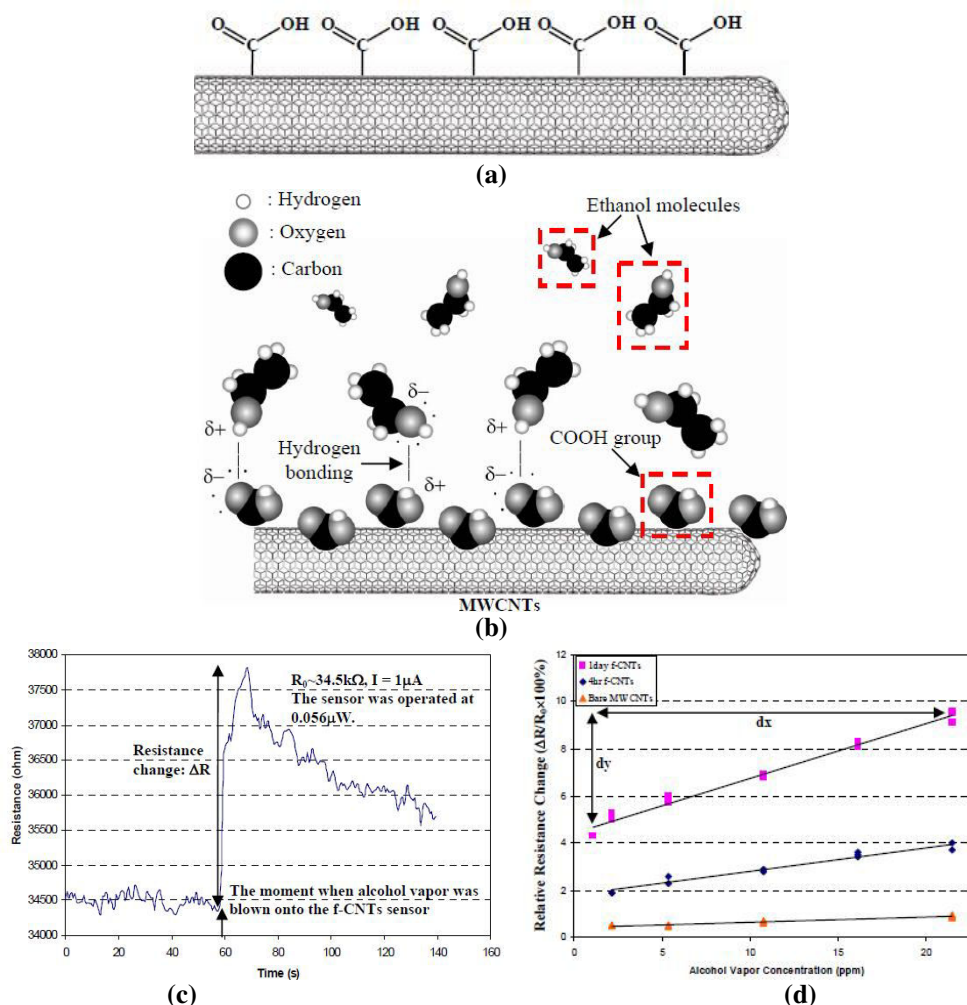 O OH O OH O OH O OH O OH
C C C C C
(a)
: Hydrogen
: Oxygen
: Carbon
Ethanol molecules
δ−
δ+
δ+
Hydrogen
bonding
COOH group
δ−
δ+
δ−
MWCNTs
(b)
38000
37500
37000
36500
36000
35500
35000
34500
34000
Resistance (ohm)
R₀~34.5kΩ, I = 1μA
The sensor was operated at
0.056μW.
Resistance
change: ΔR
The moment when alcohol vapor was
blown onto the f-CNTs sensor
0 20 40 60 80 100 120 140 160
Time (s)
(c)
12
10
8
6
4
2
0
Relative Resistance Change (ΔR/R₀×100%)
1day f-CNTs
4hr f-CNTs
Bare MWCNTs
dx
dy
0 5 10 15 20
Alcohol Vapor Concentration (ppm)
(d)